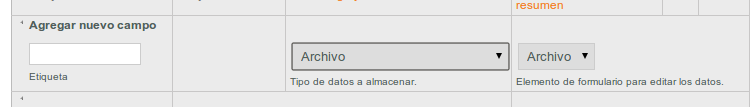 resumen
Agregar nuevo campo
Archivo Archivo
Etiqueta Tipo de datos a almacenar. Elemento de formulario para editar los datos.